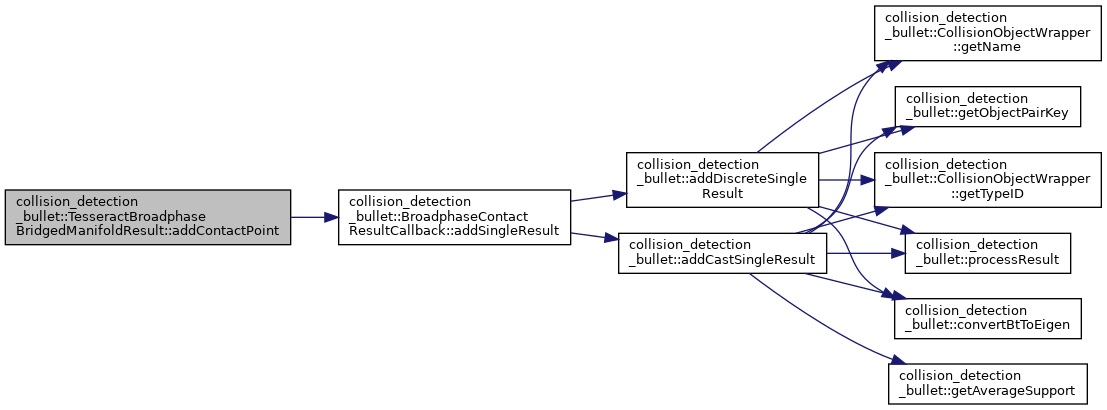 collision_detection
_bullet::TesseractBroadphase
BridgedManifoldResult::addContactPoint
collision_detection
_bullet::BroadphaseContact
ResultCallback::addSingleResult
collision_detection
_bullet::addDiscreteSingle
Result
collision_detection
_bullet::addCastSingleResult
collision_detection
_bullet::CollisionObjectWrapper
::getName
collision_detection
_bullet::getObjectPairKey
collision_detection
_bullet::CollisionObjectWrapper
::getTypeID
collision_detection
_bullet::processResult
collision_detection
_bullet::convertBtToEigen
collision_detection
_bullet::getAverageSupport